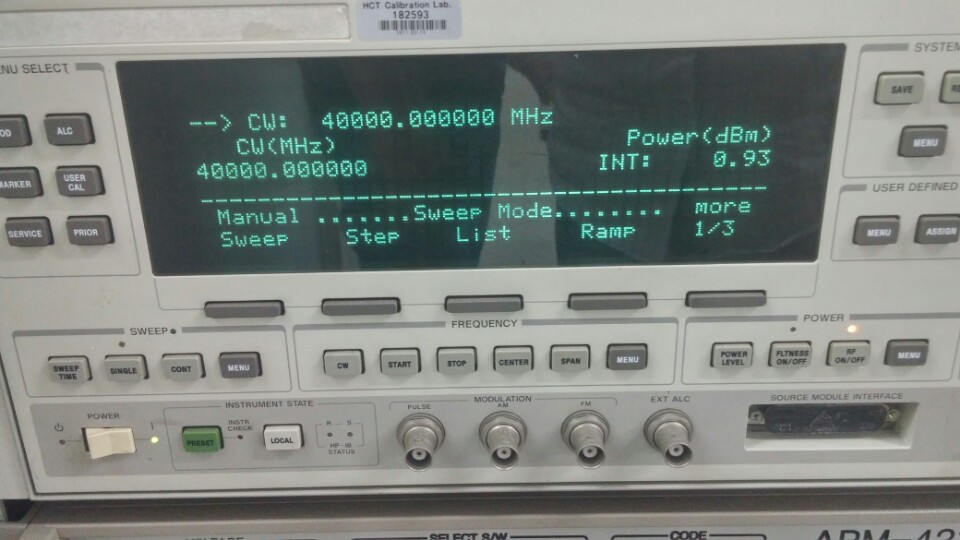 HCT Calibration Lab.
182593
MENU SELECT
SYSTEM
SAVE
MOD
ALC
MENU
MARKER
USER CAL
SERVICE
PRIOR
USER DEFINED
MENU
ASSIGN
--> CW: 40000.000000 MHz
CW(MHz)
Power(dBm)
40000.000000
INT: 0.93
Manual .......Sweep Mode........ more
Sweep Step List Ramp 1/3
SWEEP
FREQUENCY
POWER
SWEEP TIME
SINGLE
CONT
MENU
CW
START
STOP
CENTER
SPAN
MENU
POWER LEVEL
FLTNESS ON/OFF
RF ON/OFF
MENU
POWER
INSTRUMENT STATE
PRESET
INSTR CHECK
LOCAL
R S
HP-IB
STATUS
MODULATION
PULSE
AM
FM
EXT ALC
SOURCE MODULE INTERFACE
VOLTAGE
SELECT S/W
CODE